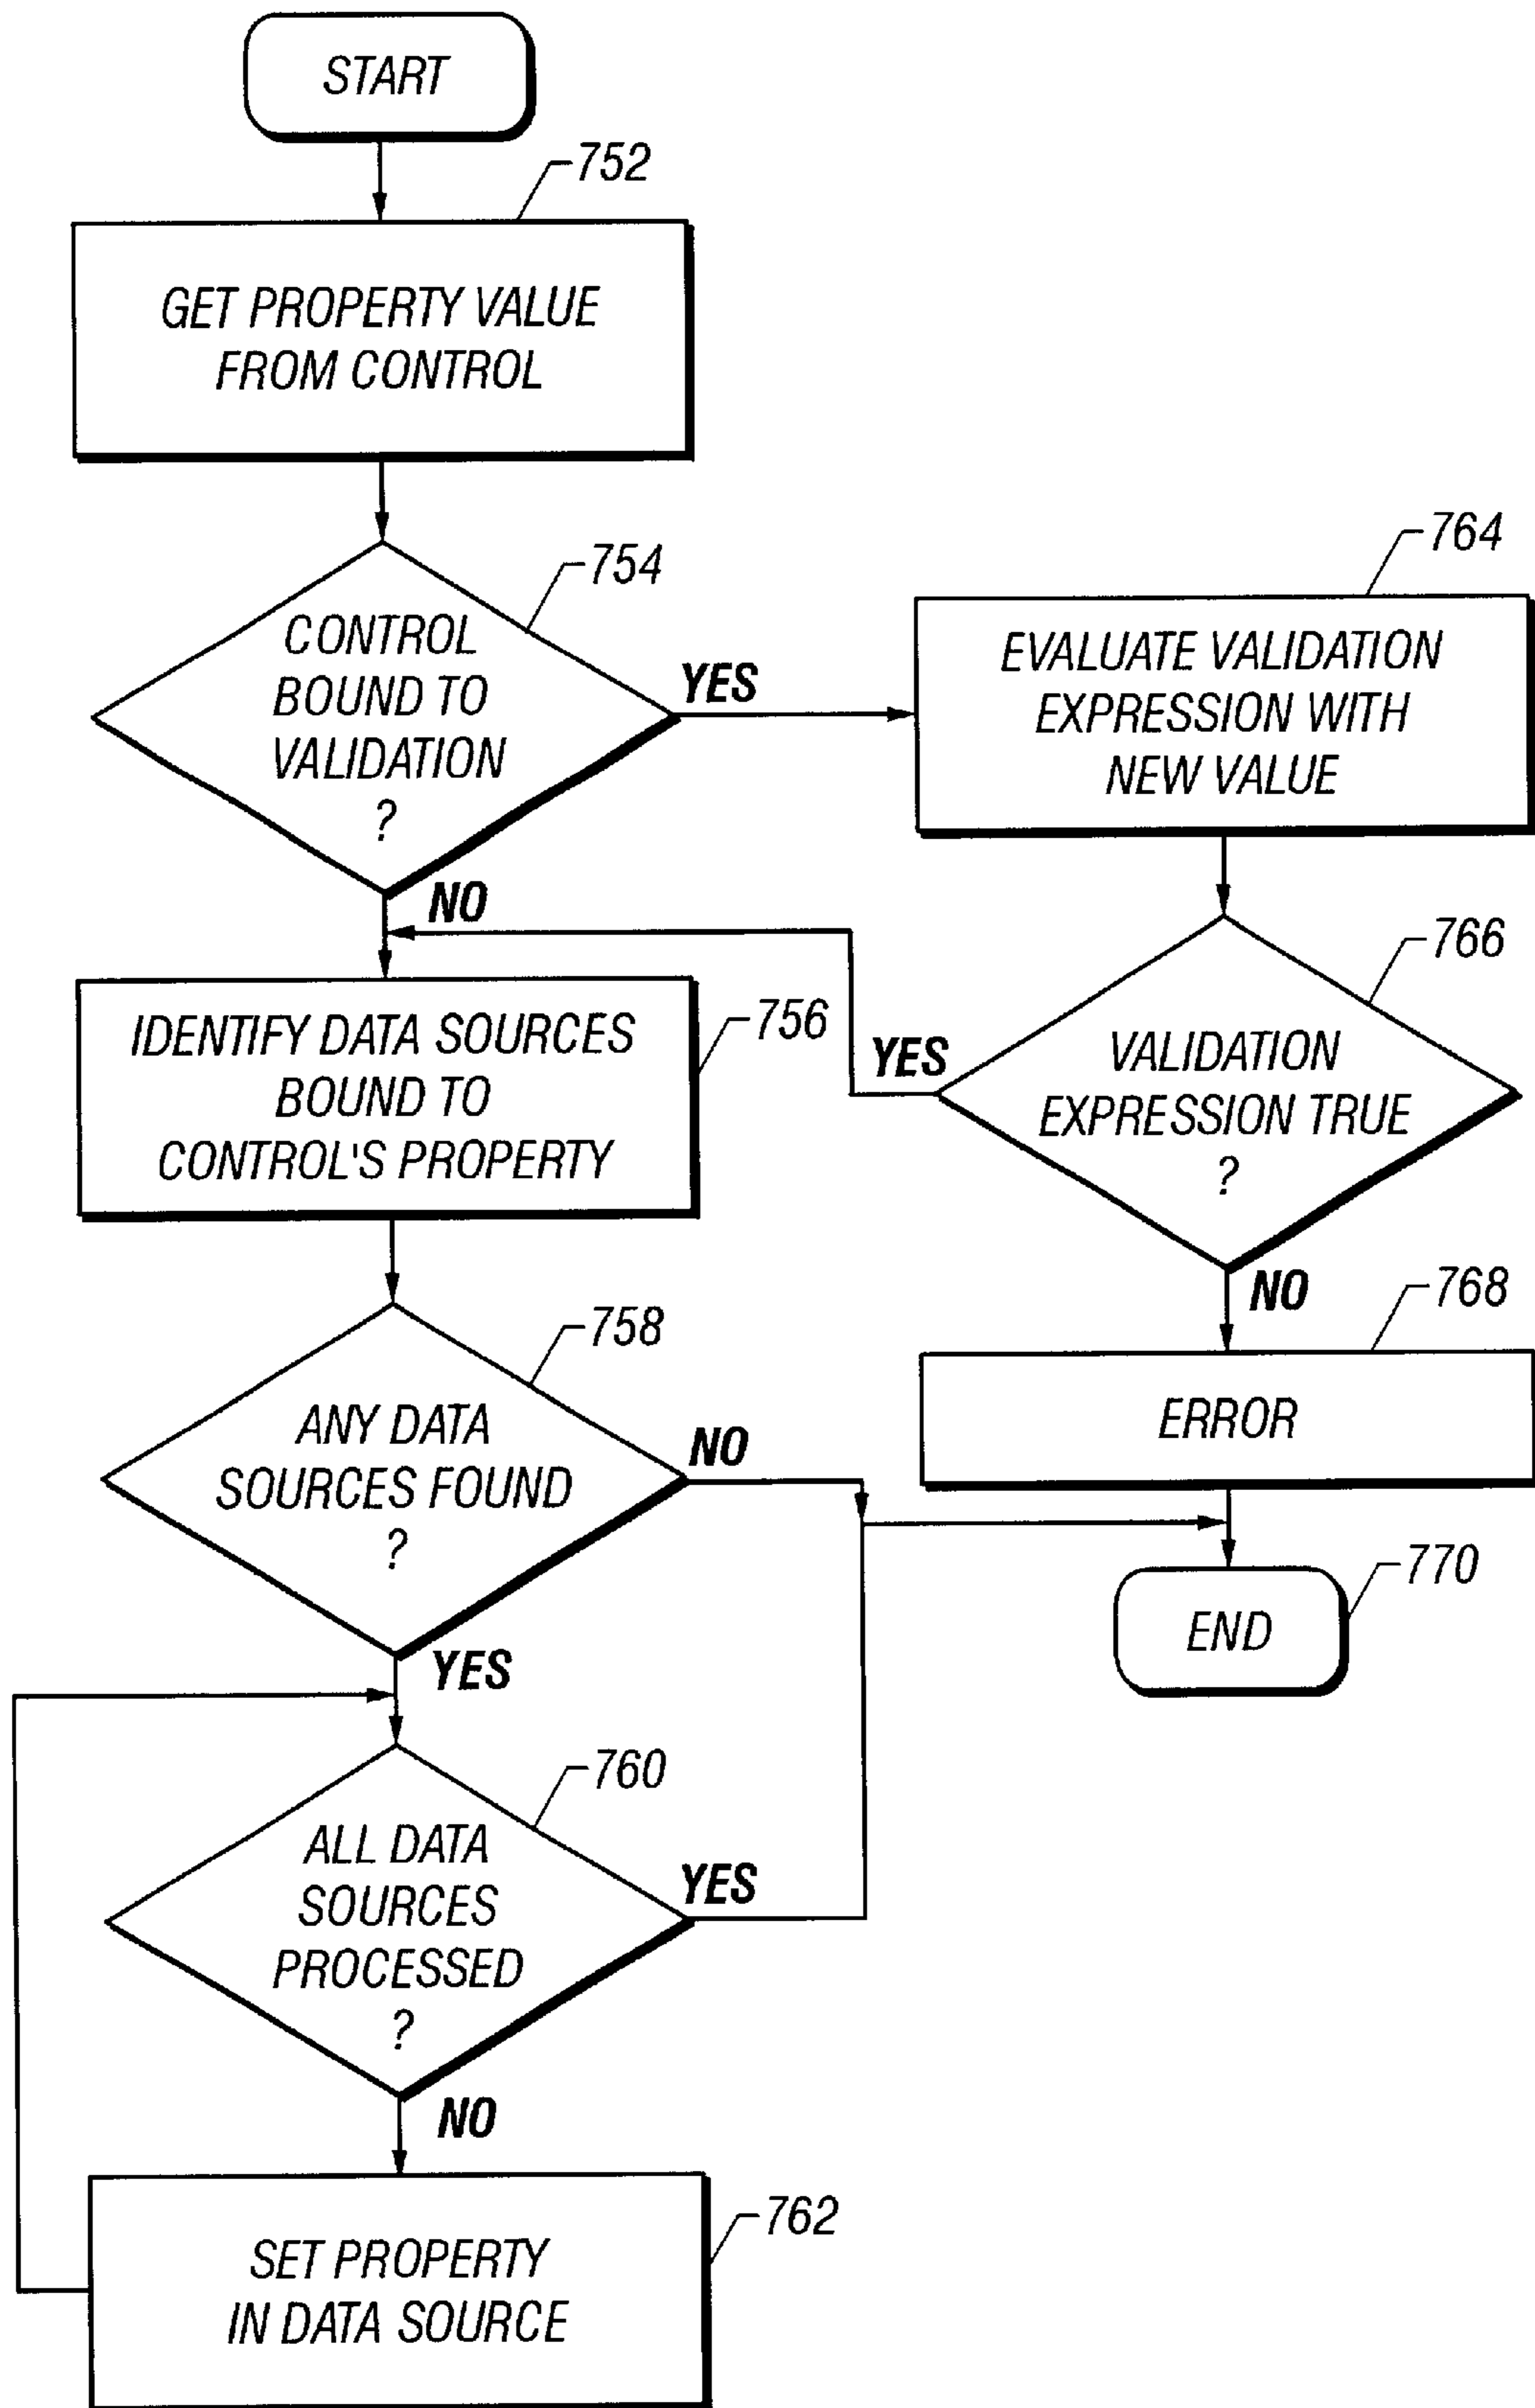 START
752
GET PROPERTY VALUE
FROM CONTROL
754
CONTROL
BOUND TO
VALIDATION
?
YES
NO
764
EVALUATE VALIDATION
EXPRESSION WITH
NEW VALUE
766
VALIDATION
EXPRESSION TRUE
?
YES
NO
756
IDENTIFY DATA SOURCES
BOUND TO
CONTROL'S PROPERTY
768
ERROR
758
ANY DATA
SOURCES FOUND
?
NO
YES
770
END
760
ALL DATA
SOURCES
PROCESSED
?
YES
NO
762
SET PROPERTY
IN DATA SOURCE